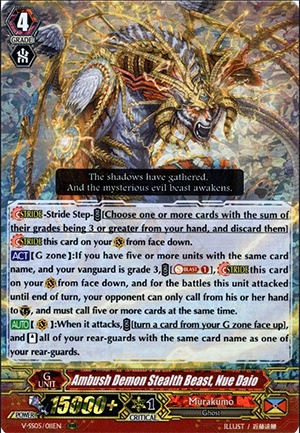 4
GRADE
The shadows have gathered.
And the mysterious evil beast awakens.
STRIDE -Stride Step- [Choose one or more cards with the sum of
their grades being 3 or greater from your hand, and discard them]
STRIDE this card on your from face down.
ACT [G zone]:If you have five or more units with the same card
name, and your vanguard is grade 3, [SOUL BLAST 1], STRIDE this card
on your from face down, and for the battles this unit attacked
until end of turn, your opponent can only call from his or her hand
to G, and must call five or more cards at the same time.
AUTO :When it attacks, [turn a card from your G zone face up],
and all of your rear-guards with the same card name as one of
your rear-guards.
G
UNIT
Ambush Demon Stealth Beast, Nue Daio
POWER
15000+
1
CRITICAL
Murakumo
Ghost
V-SS05/011EN
ILLUST / 近藤遠勝